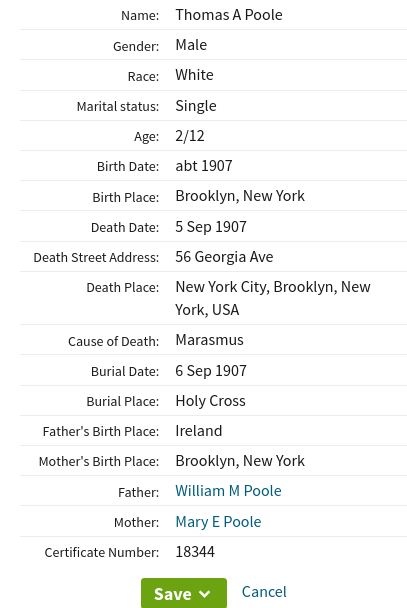 Name: Thomas A Poole
Gender: Male
Race: White
Marital status: Single
Age: 2/12
Birth Date: abt 1907
Birth Place: Brooklyn, New York
Death Date: 5 Sep 1907
Death Street Address: 56 Georgia Ave
Death Place: New York City, Brooklyn, New
York, USA
Cause of Death: Marasmus
Burial Date: 6 Sep 1907
Burial Place: Holy Cross
Father's Birth Place: Ireland
Mother's Birth Place: Brooklyn, New York
Father: William M Poole
Mother: Mary E Poole
Certificate Number: 18344
Save Cancel